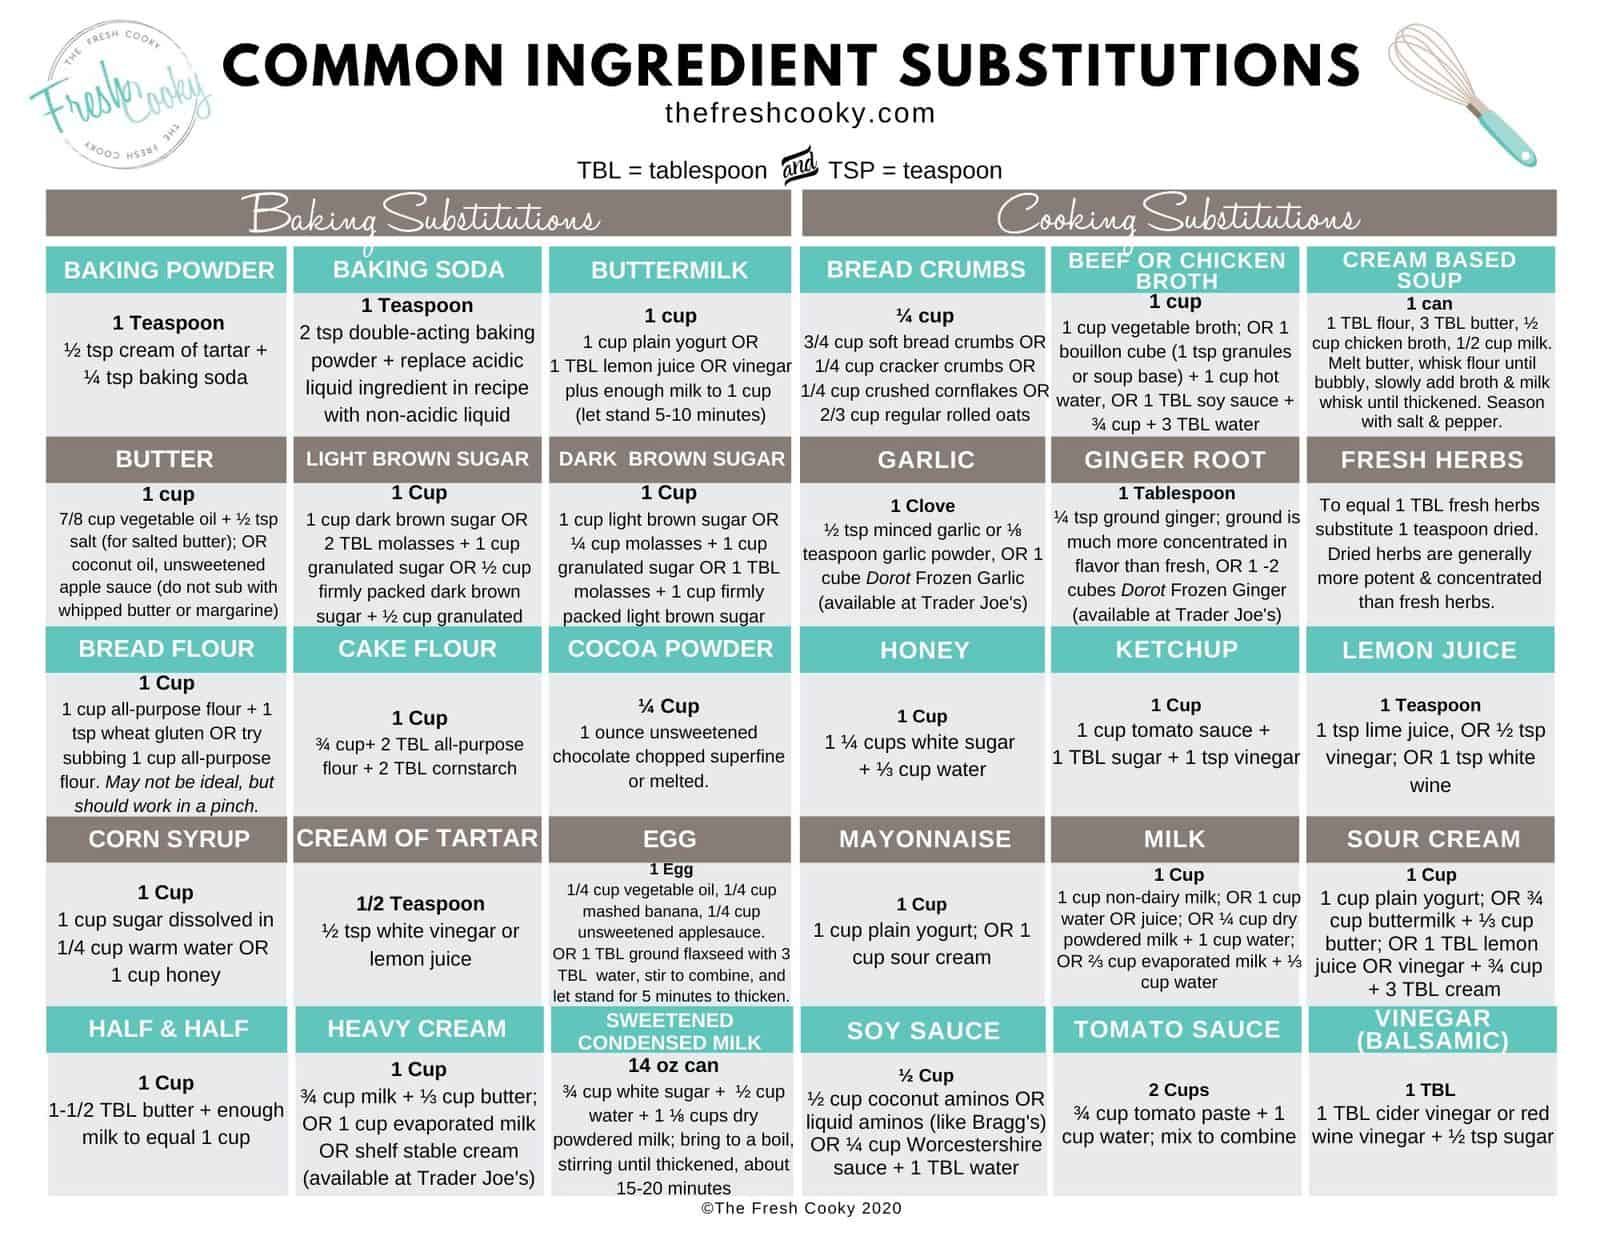 THE FRESH COOKY
Fresh Cooky
THE FRESH COOKY
COMMON INGREDIENT SUBSTITUTIONS
thefreshcooky.com
TBL = tablespoon and TSP = teaspoon
Baking Substitutions
BAKING POWDER
1 Teaspoon
½ tsp cream of tartar +
¼ tsp baking soda
BAKING SODA
1 Teaspoon
2 tsp double-acting baking
powder + replace acidic
liquid ingredient in recipe
with non-acidic liquid
BUTTERMILK
1 cup
1 cup plain yogurt OR
1 TBL lemon juice OR vinegar
plus enough milk to 1 cup
(let stand 5-10 minutes)
BUTTER
1 cup
7/8 cup vegetable oil + ½ tsp
salt (for salted butter); OR
coconut oil, unsweetened
apple sauce (do not sub with
whipped butter or margarine)
LIGHT BROWN SUGAR
1 Cup
1 cup dark brown sugar OR
2 TBL molasses + 1 cup
granulated sugar OR ½ cup
firmly packed dark brown
sugar + ½ cup granulated
DARK BROWN SUGAR
1 Cup
1 cup light brown sugar OR
¼ cup molasses + 1 cup
granulated sugar OR 1 TBL
molasses + 1 cup firmly
packed light brown sugar
BREAD FLOUR
1 Cup
1 cup all-purpose flour + 1
tsp wheat gluten OR try
subbing 1 cup all-purpose
flour. May not be ideal, but
should work in a pinch.
CAKE FLOUR
1 Cup
¾ cup+ 2 TBL all-purpose
flour + 2 TBL cornstarch
COCOA POWDER
¼ Cup
1 ounce unsweetened
chocolate chopped superfine
or melted.
CORN SYRUP
1 Cup
1 cup sugar dissolved in
1/4 cup warm water OR
1 cup honey
CREAM OF TARTAR
1/2 Teaspoon
½ tsp white vinegar or
lemon juice
EGG
1 Egg
1/4 cup vegetable oil, 1/4 cup
mashed banana, 1/4 cup
unsweetened applesauce.
OR 1 TBL ground flaxseed with 3
TBL water, stir to combine, and
let stand for 5 minutes to thicken.
HALF & HALF
1 Cup
1-1/2 TBL butter + enough
milk to equal 1 cup
HEAVY CREAM
1 Cup
¾ cup milk + ⅓ cup butter;
OR 1 cup evaporated milk
OR shelf stable cream
(available at Trader Joe's)
SWEETENED
CONDENSED MILK
14 oz can
¾ cup white sugar + ½ cup
water + 1 ⅛ cups dry
powdered milk; bring to a boil,
stirring until thickened, about
15-20 minutes
Cooking Substitutions
BREAD CRUMBS
¼ cup
3/4 cup soft bread crumbs OR
1/4 cup cracker crumbs OR
1/4 cup crushed cornflakes OR
2/3 cup regular rolled oats
BEEF OR CHICKEN
BROTH
1 cup
1 cup vegetable broth; OR 1
bouillon cube (1 tsp granules
or soup base) + 1 cup hot
water, OR 1 TBL soy sauce +
¾ cup + 3 TBL water
CREAM BASED
SOUP
1 can
1 TBL flour, 3 TBL butter, ½
cup chicken broth, 1/2 cup milk.
Melt butter, whisk flour until
bubbly, slowly add broth & milk
whisk until thickened. Season
with salt & pepper.
GARLIC
1 Clove
½ tsp minced garlic or ⅛
teaspoon garlic powder, OR 1
cube Dorot Frozen Garlic
(available at Trader Joe's)
GINGER ROOT
1 Tablespoon
¼ tsp ground ginger; ground is
much more concentrated in
flavor than fresh, OR 1 -2
cubes Dorot Frozen Ginger
(available at Trader Joe's)
FRESH HERBS
To equal 1 TBL fresh herbs
substitute 1 teaspoon dried.
Dried herbs are generally
more potent & concentrated
than fresh herbs.
HONEY
1 Cup
1 ¼ cups white sugar
+ ⅓ cup water
KETCHUP
1 Cup
1 cup tomato sauce +
1 TBL sugar + 1 tsp vinegar
LEMON JUICE
1 Teaspoon
1 tsp lime juice, OR ½ tsp
vinegar; OR 1 tsp white
wine
MAYONNAISE
1 Cup
1 cup plain yogurt; OR 1
cup sour cream
MILK
1 Cup
1 cup non-dairy milk; OR 1 cup
water OR juice; OR ¼ cup dry
powdered milk + 1 cup water;
OR ⅔ cup evaporated milk + ⅓
cup water
SOUR CREAM
1 Cup
1 cup plain yogurt; OR ¾
cup buttermilk + ⅓ cup
butter; OR 1 TBL lemon
juice OR vinegar + ¾ cup
+ 3 TBL cream
SOY SAUCE
½ Cup
½ cup coconut aminos OR
liquid aminos (like Bragg's)
OR ¼ cup Worcestershire
sauce + 1 TBL water
TOMATO SAUCE
2 Cups
¾ cup tomato paste + 1
cup water; mix to combine
VINEGAR
(BALSAMIC)
1 TBL
1 TBL cider vinegar or red
wine vinegar + ½ tsp sugar
©The Fresh Cooky 2020